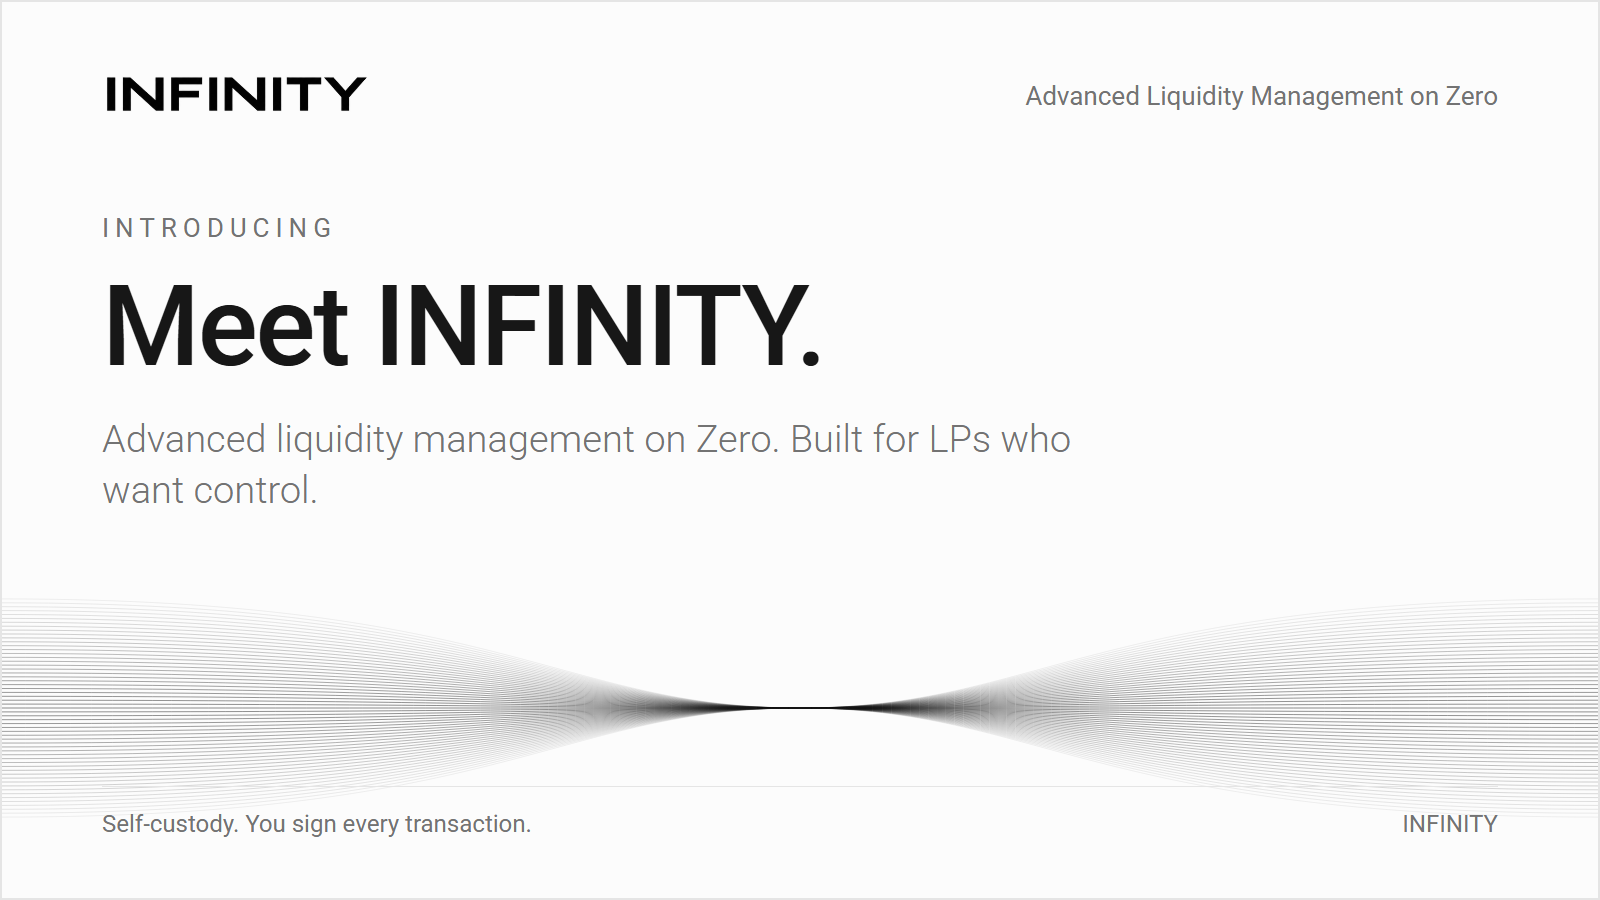 INFINITY
Advanced Liquidity Management on Zero
INTRODUCING
Meet INFINITY.
Advanced liquidity management on Zero. Built for LPs who
want control.
Self-custody. You sign every transaction.
INFINITY